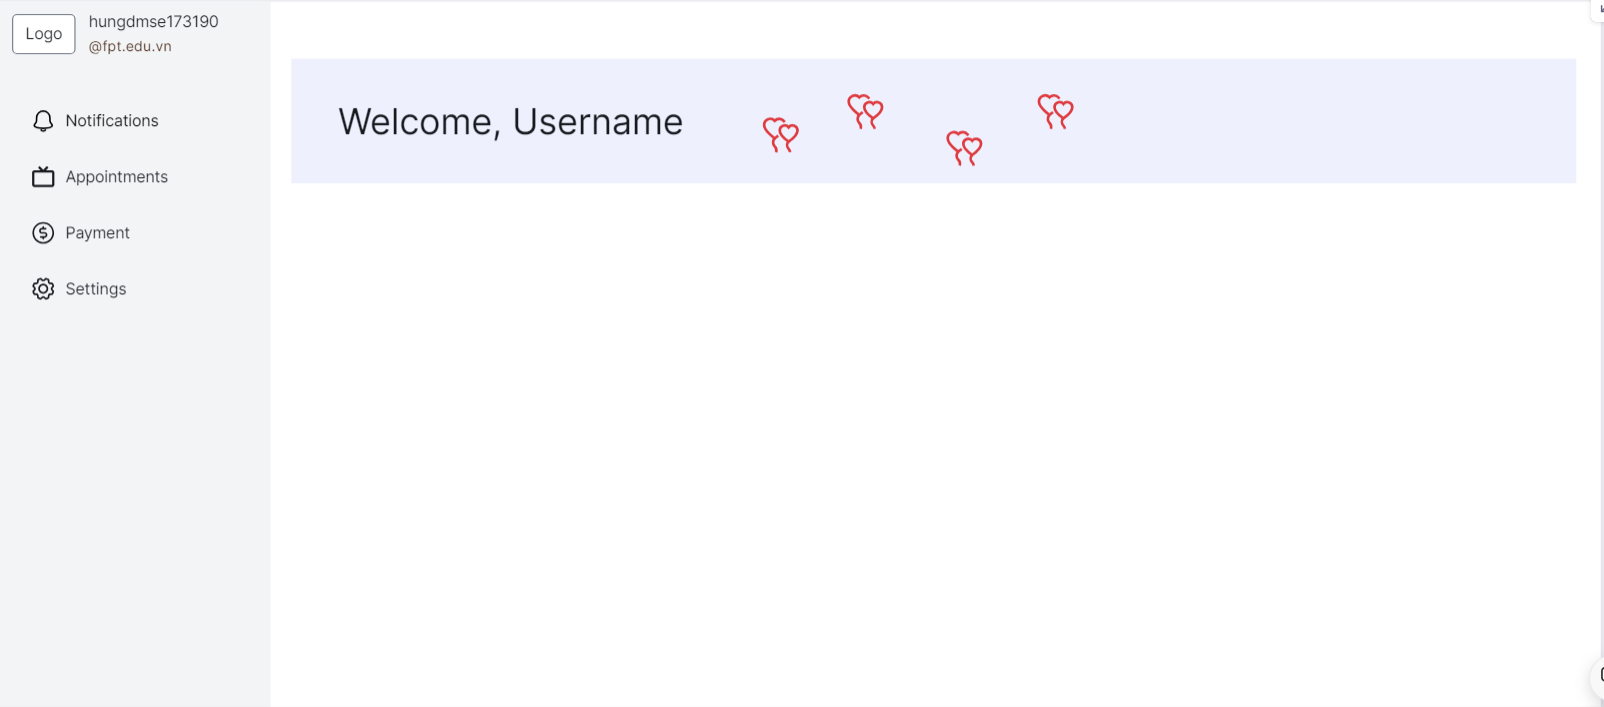 Logo
hungdmse173190
@fpt.edu.vn
Notifications
Appointments
Payment
Settings
Welcome, Username